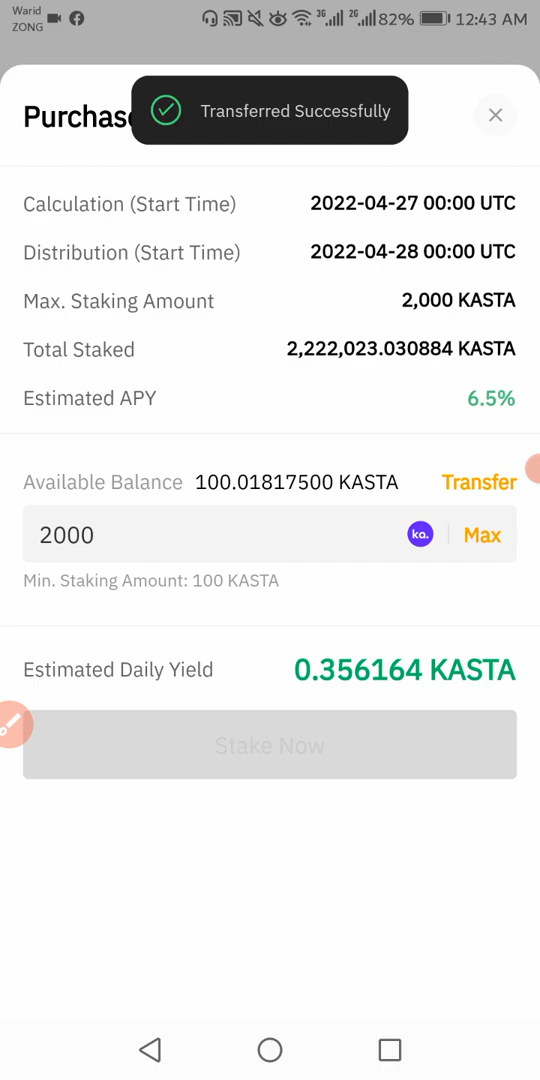 Warid
ZONG
3G
2G
82%
12:43 AM
Purchase
Transferred Successfully
Calculation (Start Time) 2022-04-27 00:00 UTC
Distribution (Start Time) 2022-04-28 00:00 UTC
Max. Staking Amount 2,000 KASTA
Total Staked 2,222,023.030884 KASTA
Estimated APY 6.5%
Available Balance 100.01817500 KASTA Transfer
2000 ka. Max
Min. Staking Amount: 100 KASTA
Estimated Daily Yield 0.356164 KASTA
Stake Now